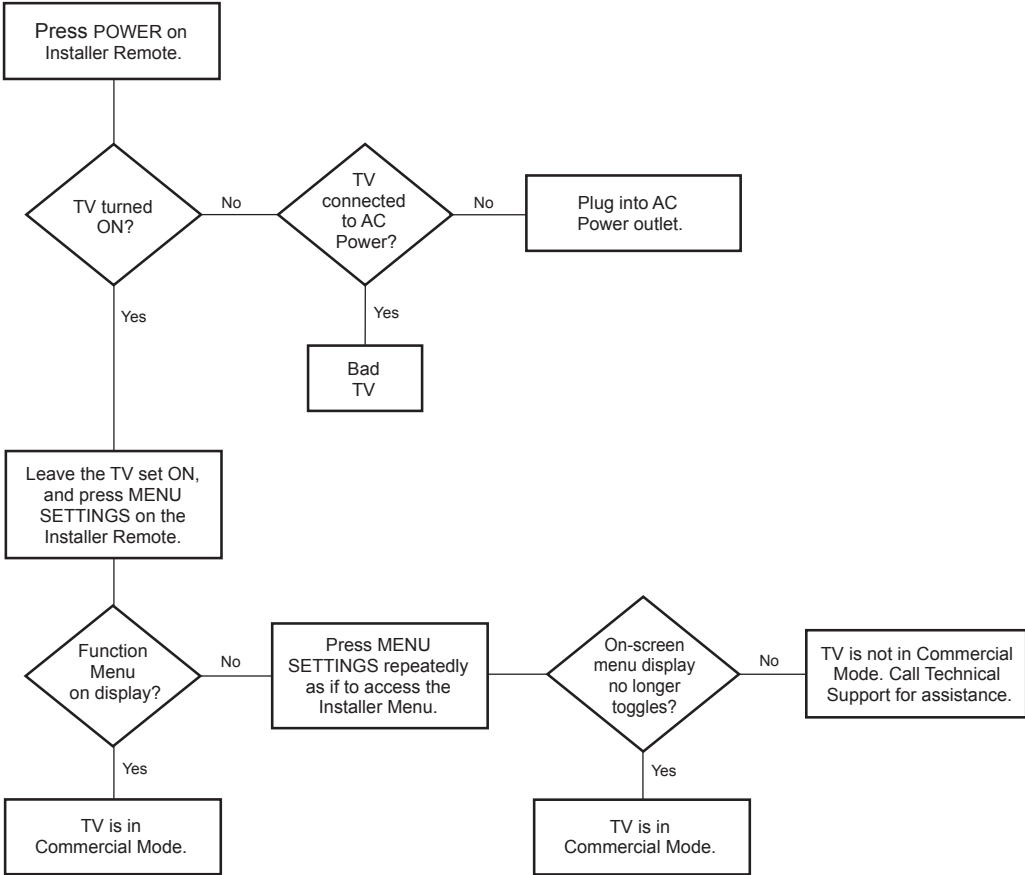 Press POWER on
Installer Remote.
TV turned
ON?
No
TV
connected
to AC
Power?
No
Plug into AC
Power outlet.
Yes
Yes
Bad
TV
Leave the TV set ON,
and press MENU
SETTINGS on the
Installer Remote.
Function
Menu
on display?
No
Press MENU
SETTINGS repeatedly
as if to access the
Installer Menu.
On-screen
menu display
no longer
toggles?
No
TV is not in Commercial
Mode. Call Technical
Support for assistance.
Yes
TV is in
Commercial Mode.
Yes
TV is in
Commercial Mode.